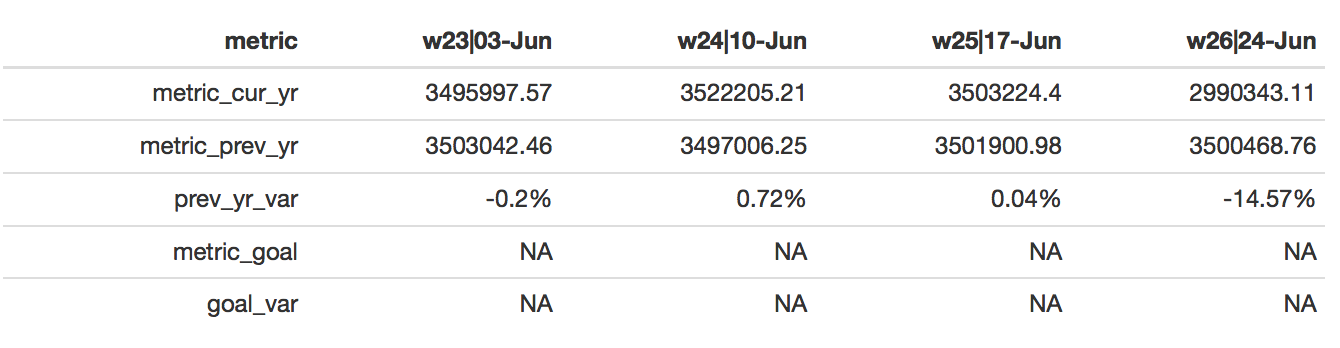 metric w23|03-Jun w24|10-Jun w25|17-Jun w26|24-Jun
metric_cur_yr 3495997.57 3522205.21 3503224.4 2990343.11
metric_prev_yr 3503042.46 3497006.25 3501900.98 3500468.76
prev_yr_var -0.2% 0.72% 0.04% -14.57%
metric_goal NA NA NA NA
goal_var NA NA NA NA